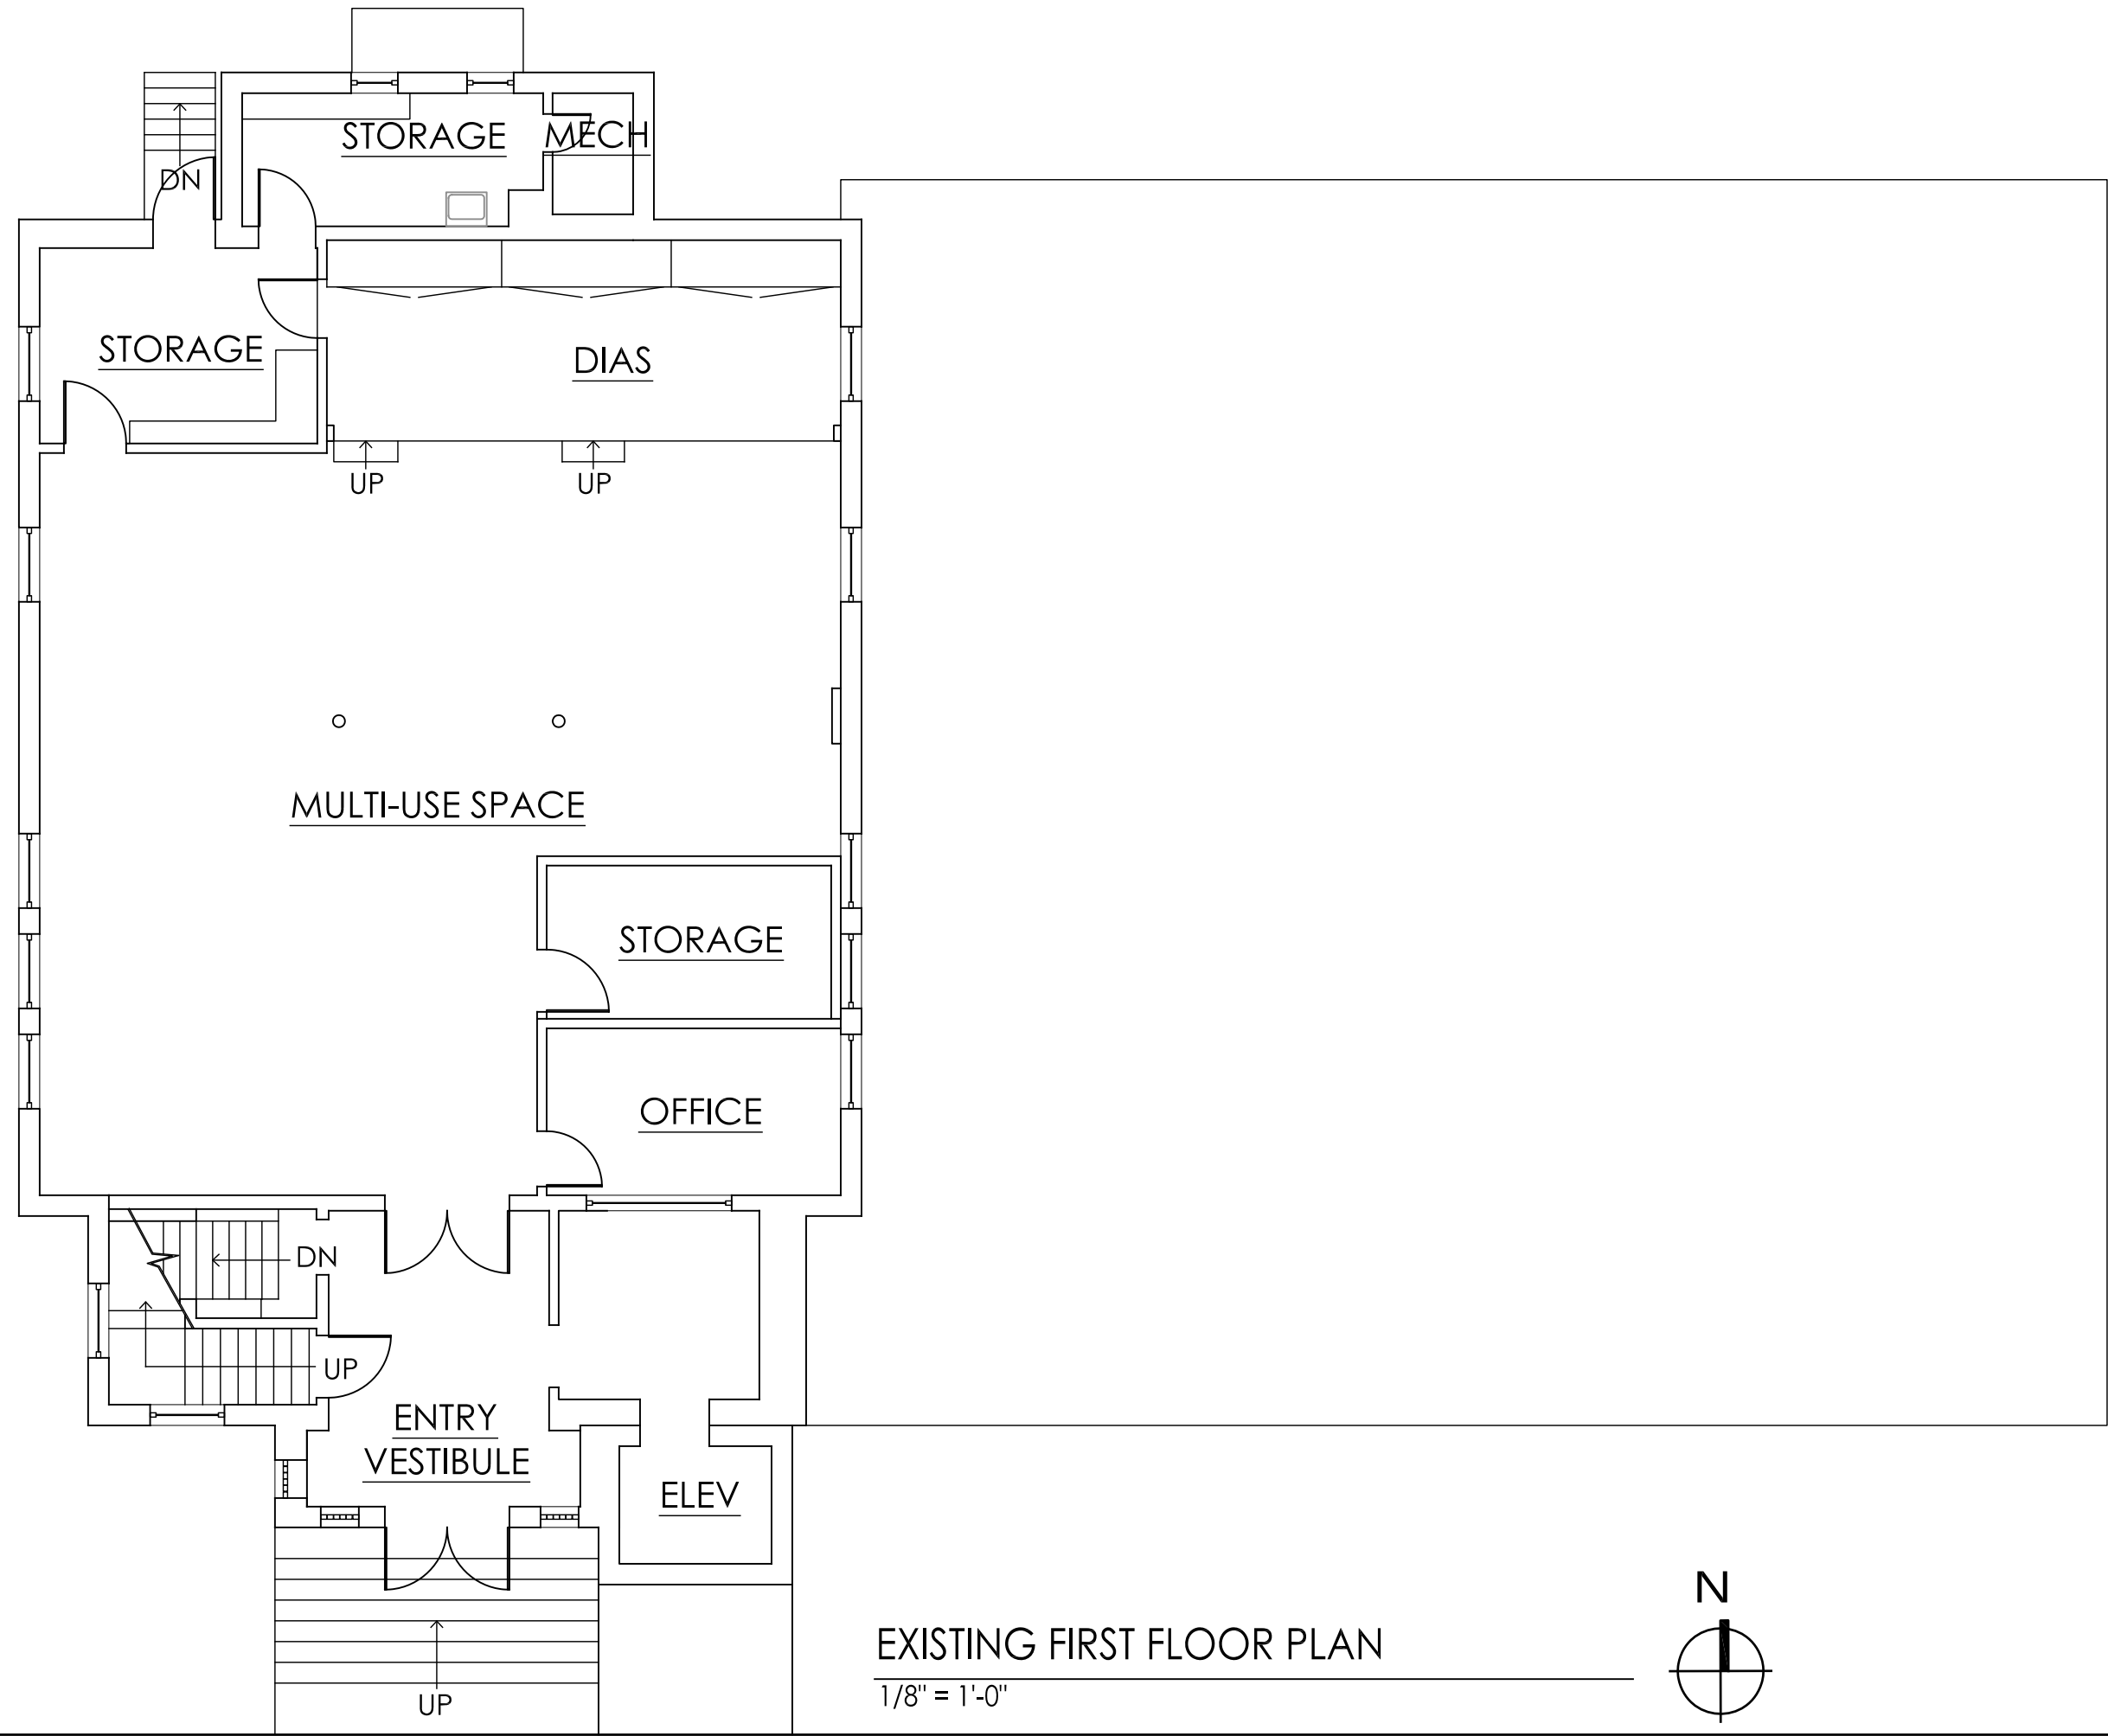 STORAGE
MECH
DN
STORAGE
DIAS
UP
UP
MULTI-USE SPACE
STORAGE
OFFICE
DN
UP
ENTRY
VESTIBULE
ELEV
UP
N
EXISTING FIRST FLOOR PLAN
1/8" = 1'-0"